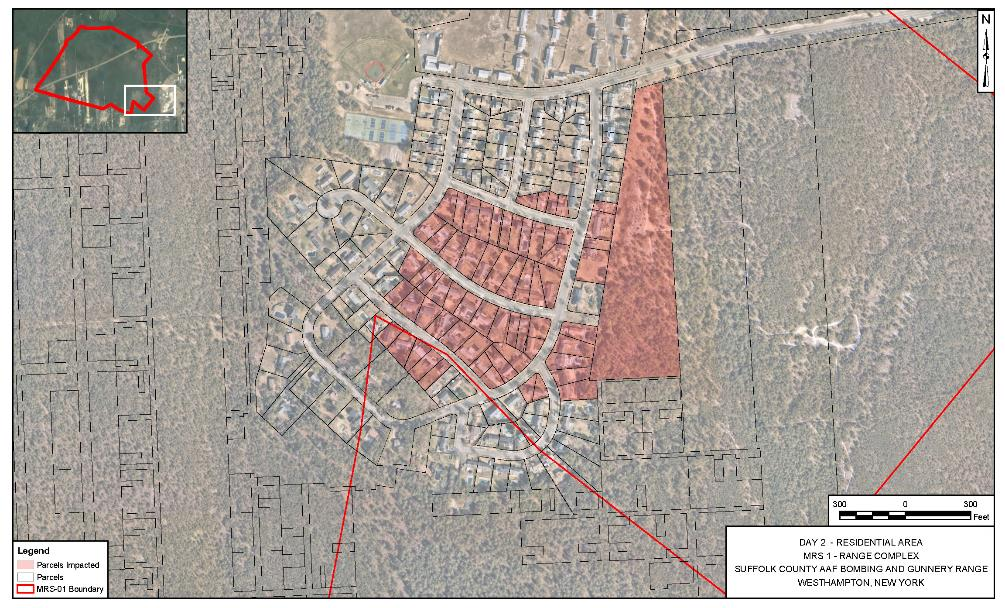 N
300 0 300
Feet
DAY 2 - RESIDENTIAL AREA
MRS 1 - RANGE COMPLEX
SUFFOLK COUNTY AAF BOMBING AND GUNNERY RANGE
WESTHAMPTON, NEW YORK
Legend
Parcels Impacted
Parcels
MRS-01 Boundary